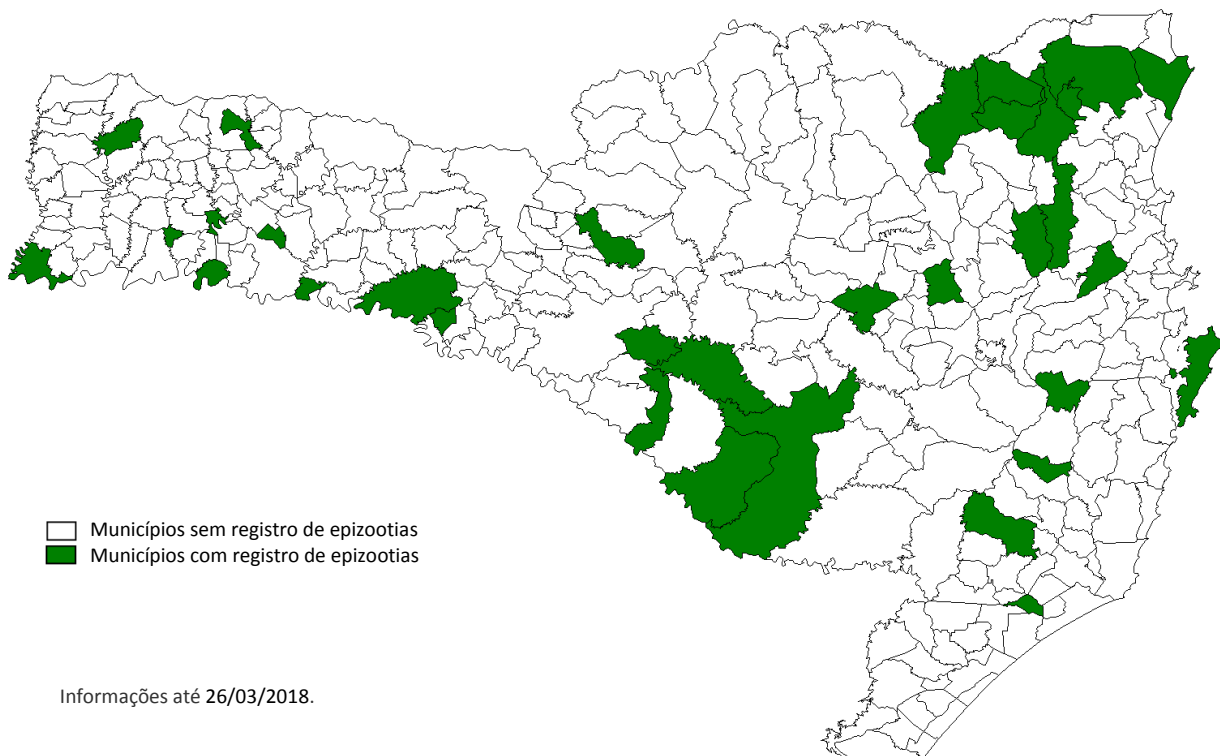 Municípios sem registro de epizootias
Municípios com registro de epizootias
Informações até 26/03/2018.